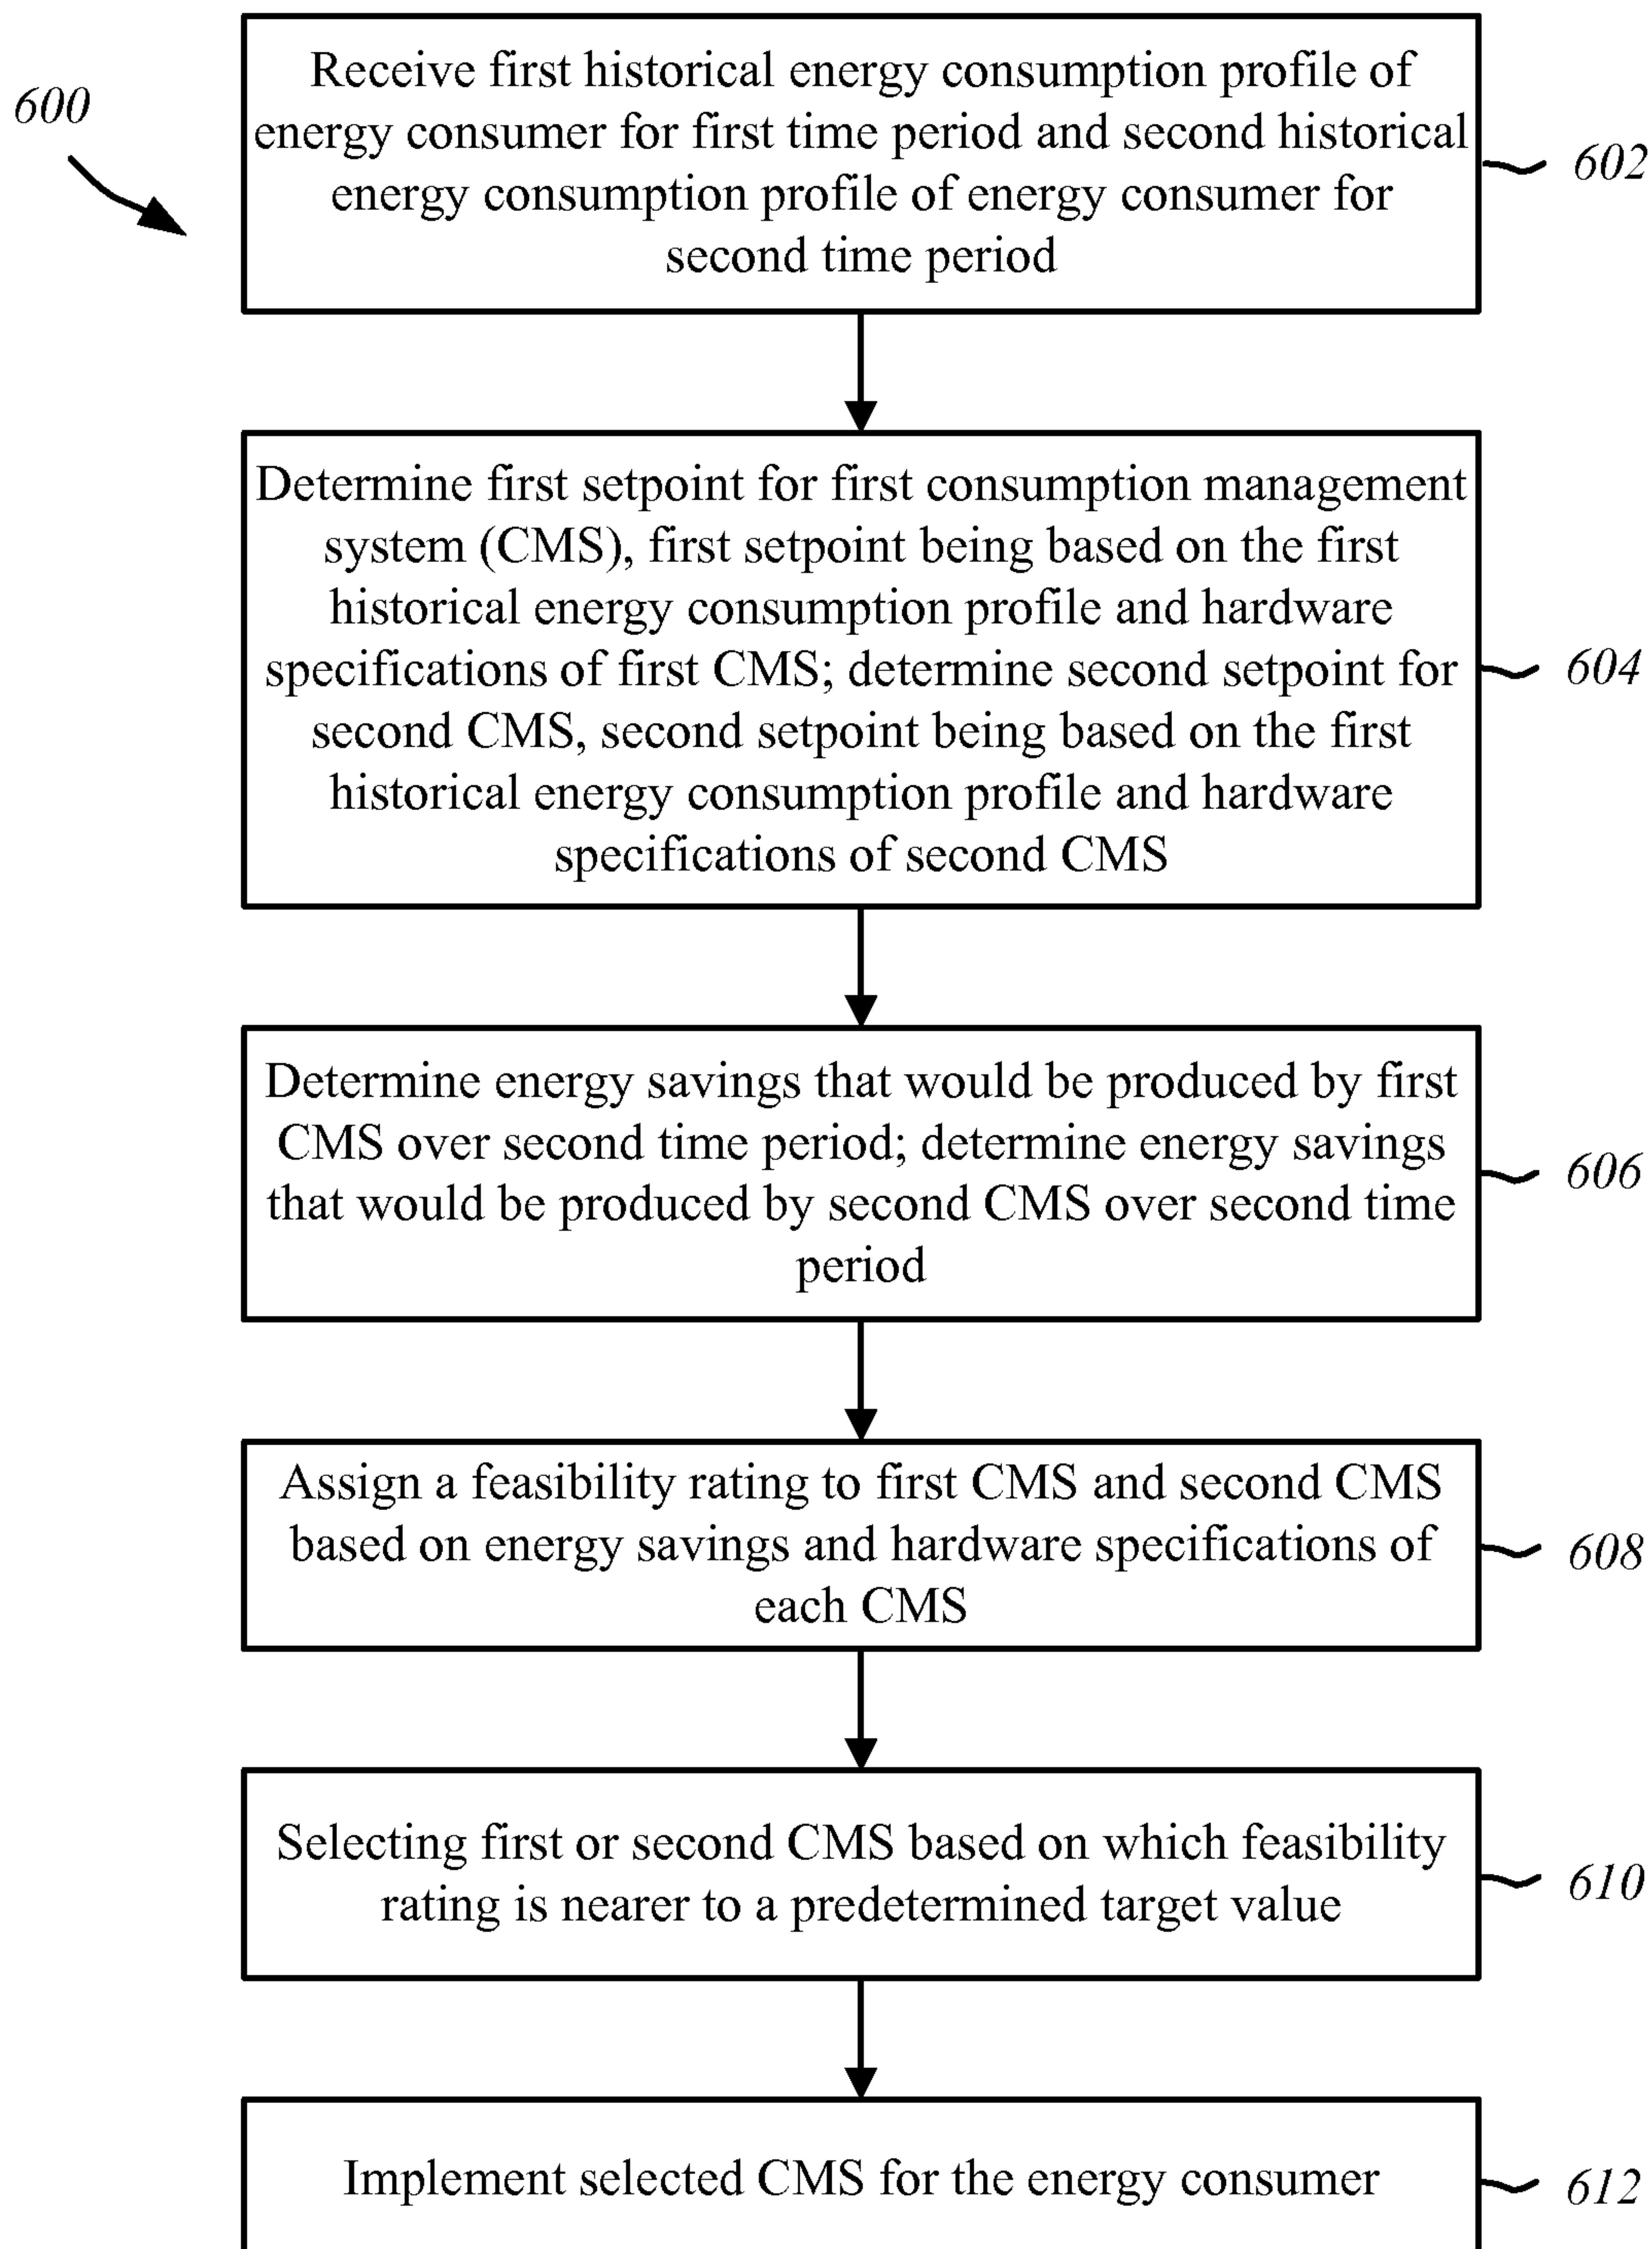 600
Receive first historical energy consumption profile of
energy consumer for first time period and second historical
energy consumption profile of energy consumer for
second time period
602
Determine first setpoint for first consumption management
system (CMS), first setpoint being based on the first
historical energy consumption profile and hardware
specifications of first CMS; determine second setpoint for
second CMS, second setpoint being based on the first
historical energy consumption profile and hardware
specifications of second CMS
604
Determine energy savings that would be produced by first
CMS over second time period; determine energy savings
that would be produced by second CMS over second time
period
606
Assign a feasibility rating to first CMS and second CMS
based on energy savings and hardware specifications of
each CMS
608
Selecting first or second CMS based on which feasibility
rating is nearer to a predetermined target value
610
Implement selected CMS for the energy consumer
612